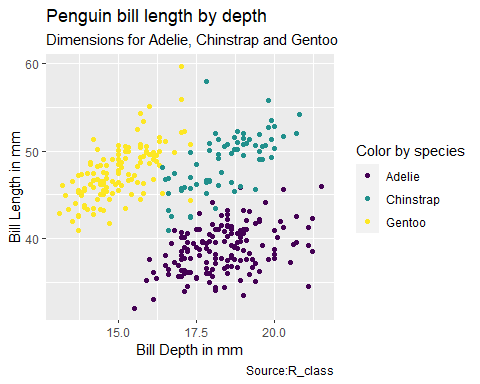 Penguin bill length by depth
Dimensions for Adelie, Chinstrap and Gentoo
60
50
40
Bill Length in mm
15.0
17.5
20.0
Bill Depth in mm
Color by species
Adelie
Chinstrap
Gentoo
Source:R_class